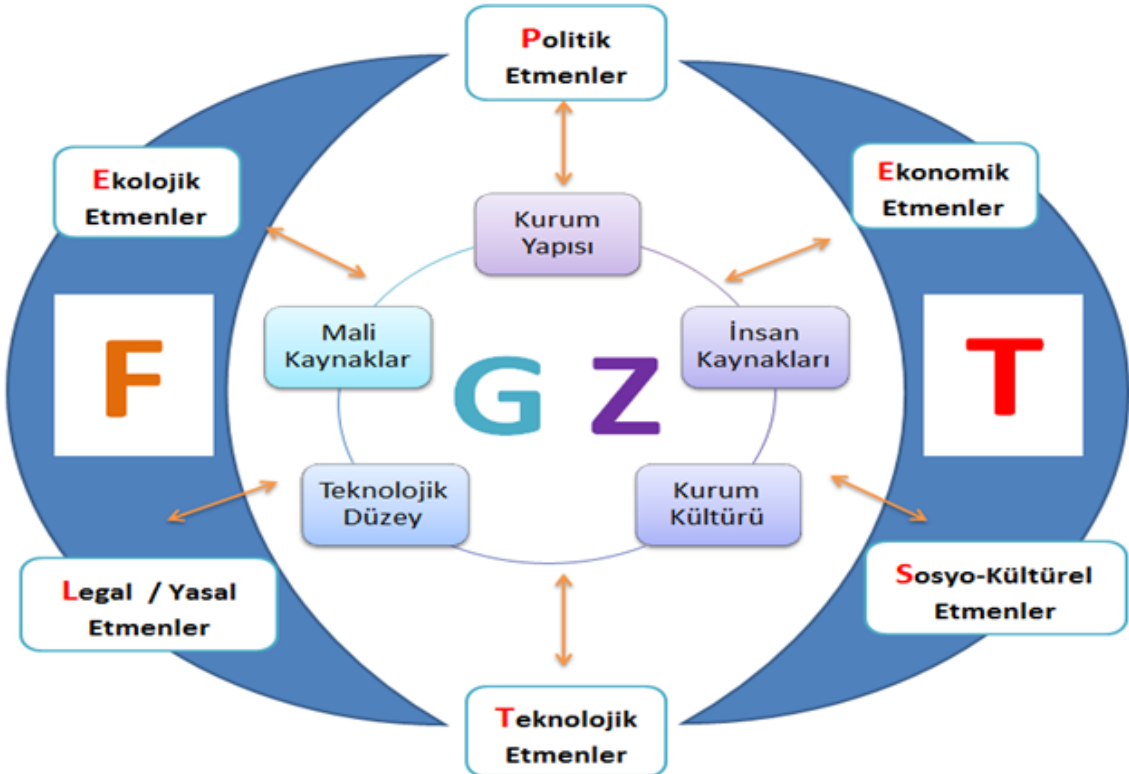 Politik
Etmenler
Ekolojik
Etmenler
Ekonomik
Etmenler
Kurum
Yapısı
Mali
Kaynaklar
İnsan
Kaynakları
F
G Z
T
Teknolojik
Düzey
Kurum
Kültürü
Legal / Yasal
Etmenler
Sosyo-Kültürel
Etmenler
Teknolojik
Etmenler